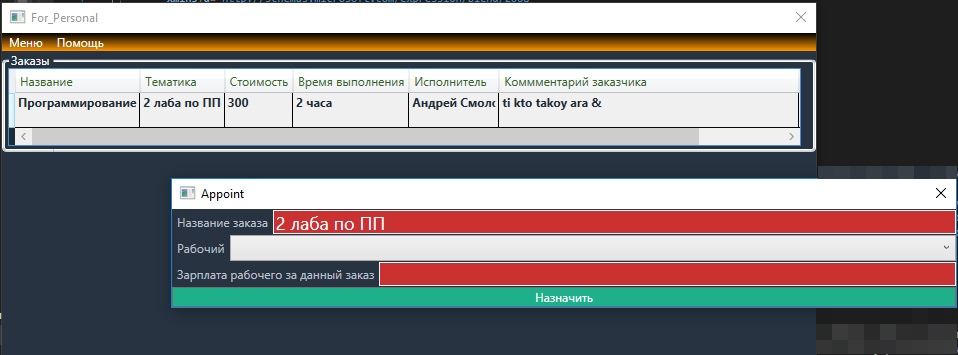 For_Personal
Меню Помощь
Заказы
Название Тематика Стоимость Время выполнения Исполнитель Коммментарий заказчика
Программирование 2 лаба по ПП 300 2 часа Андрей Смоло ti kto takoy ara &
Appoint
Название заказа 2 лаба по ПП
Рабочий
Зарплата рабочего за данный заказ
Назначить